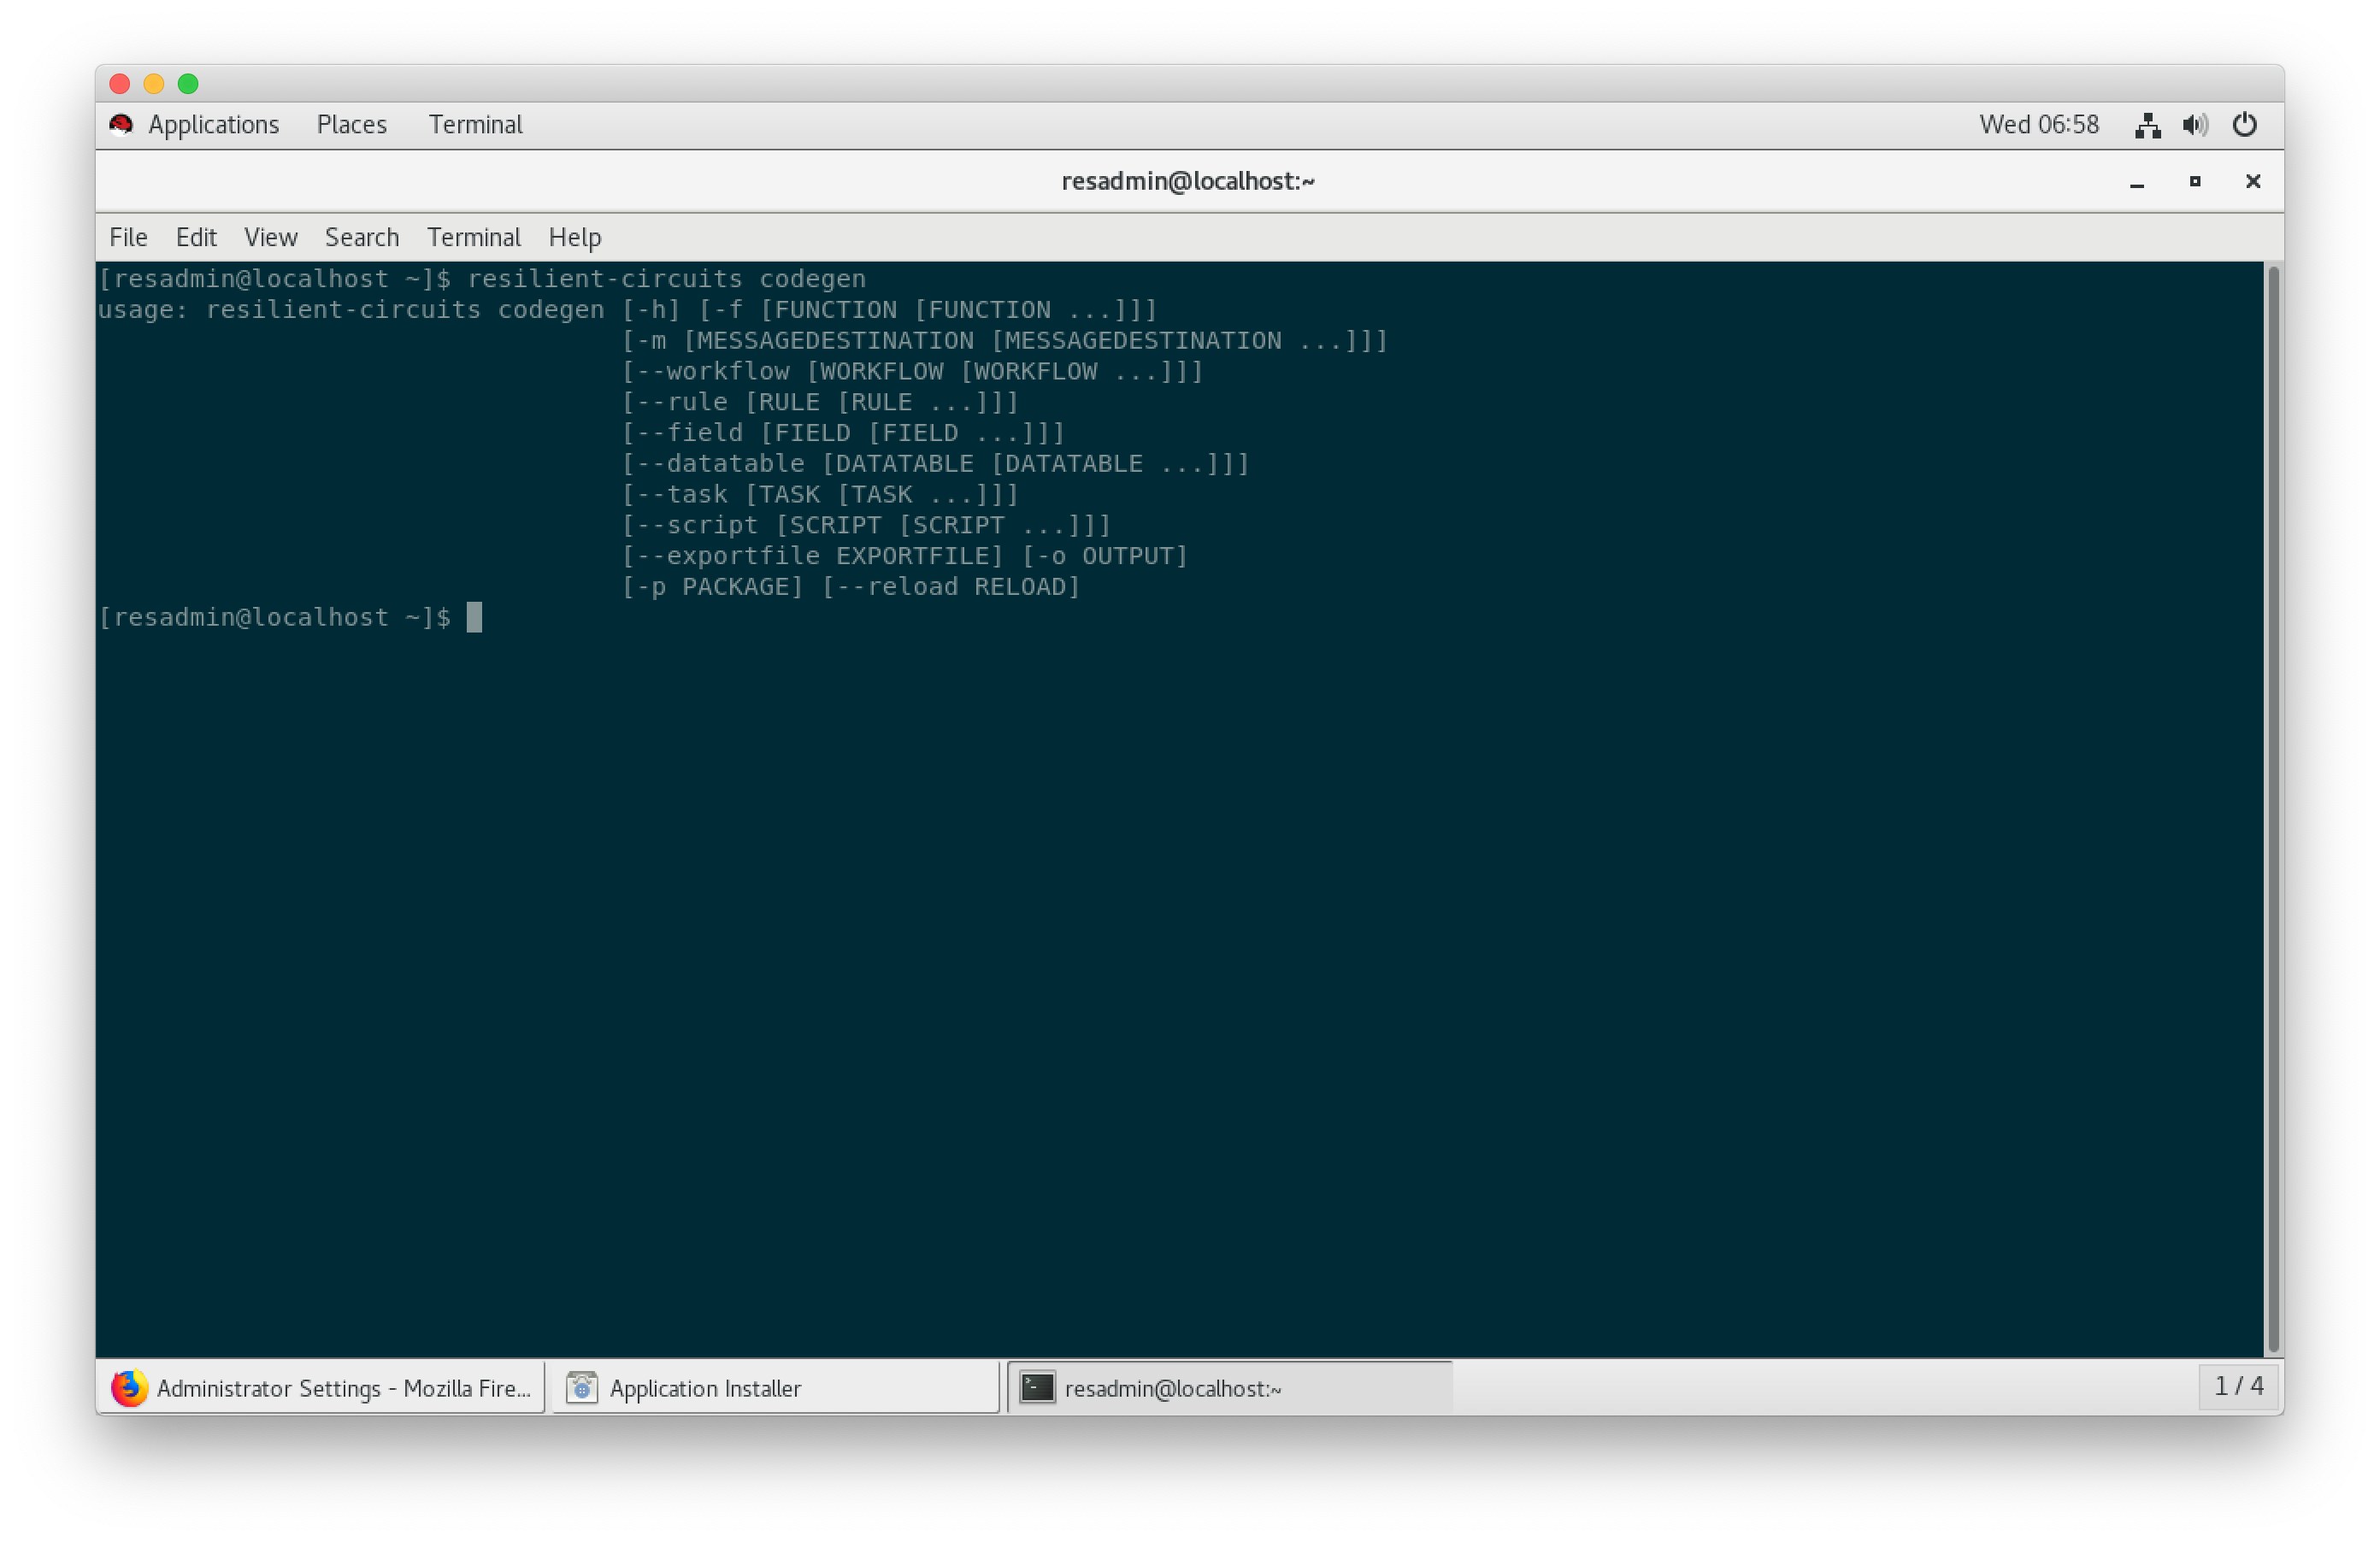 Applications Places Terminal Wed 06:58
resadmin@localhost:~
File Edit View Search Terminal Help
[resadmin@localhost ~]$ resilient-circuits codegen
usage: resilient-circuits codegen [-h] [-f [FUNCTION [FUNCTION ...]]]
[-m [MESSAGEDESTINATION [MESSAGEDESTINATION ...]]]
[--workflow [WORKFLOW [WORKFLOW ...]]]
[--rule [RULE [RULE ...]]]
[--field [FIELD [FIELD ...]]]
[--datatable [DATATABLE [DATATABLE ...]]]
[--task [TASK [TASK ...]]]
[--script [SCRIPT [SCRIPT ...]]]
[--exportfile EXPORTFILE] [-o OUTPUT]
[-p PACKAGE] [--reload RELOAD]
[resadmin@localhost ~]$
Administrator Settings - Mozilla Fire... Application Installer resadmin@localhost:~ 1 / 4